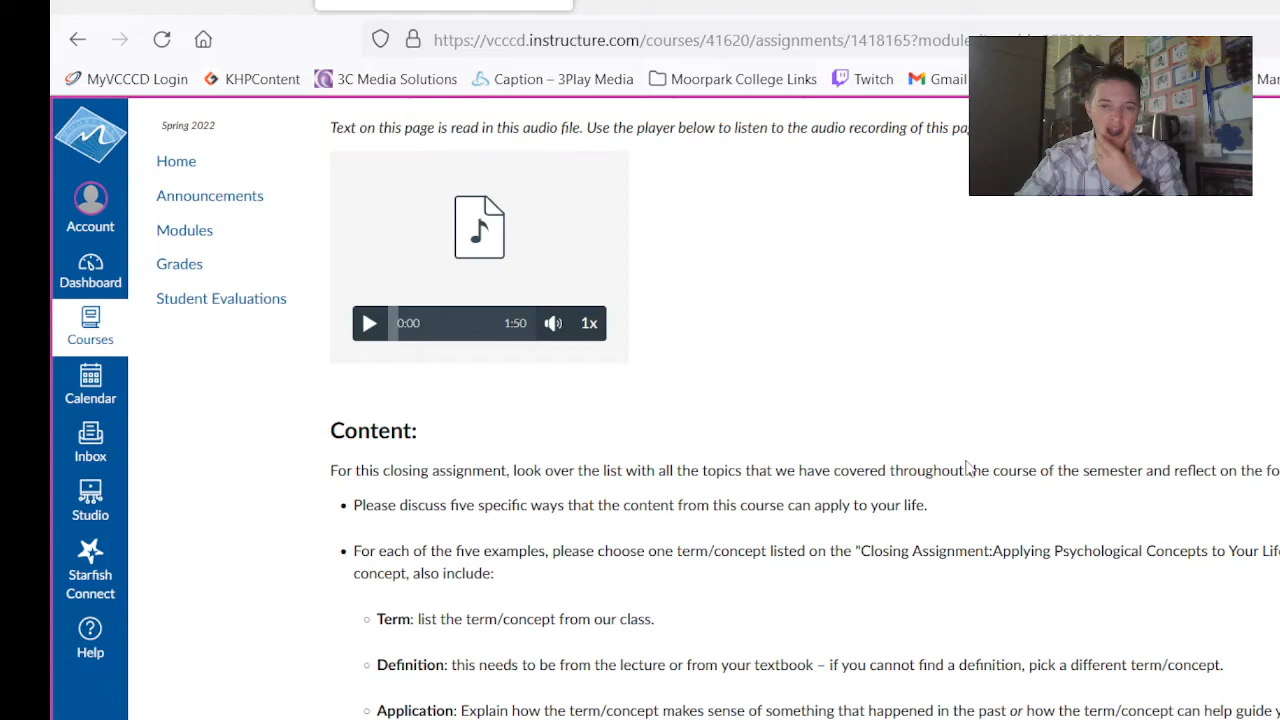 https://vcccd.instructure.com/courses/41620/assignments/1418165?module
MyVCCCD Login KHPContent 3C Media Solutions Caption – 3Play Media Moorpark College Links Twitch Gmail Mar
Spring 2022
Home
Announcements
Modules
Grades
Student Evaluations
Account
Dashboard
Courses
Calendar
Inbox
Studio
Starfish
Connect
Help
Text on this page is read in this audio file. Use the player below to listen to the audio recording of this pag
0:00 1:50 1x
Content:
For this closing assignment, look over the list with all the topics that we have covered throughout the course of the semester and reflect on the fo
• Please discuss five specific ways that the content from this course can apply to your life.
• For each of the five examples, please choose one term/concept listed on the "Closing Assignment:Applying Psychological Concepts to Your Life
concept, also include:
◦ Term: list the term/concept from our class.
◦ Definition: this needs to be from the lecture or from your textbook – if you cannot find a definition, pick a different term/concept.
◦ Application: Explain how the term/concept makes sense of something that happened in the past or how the term/concept can help guide y